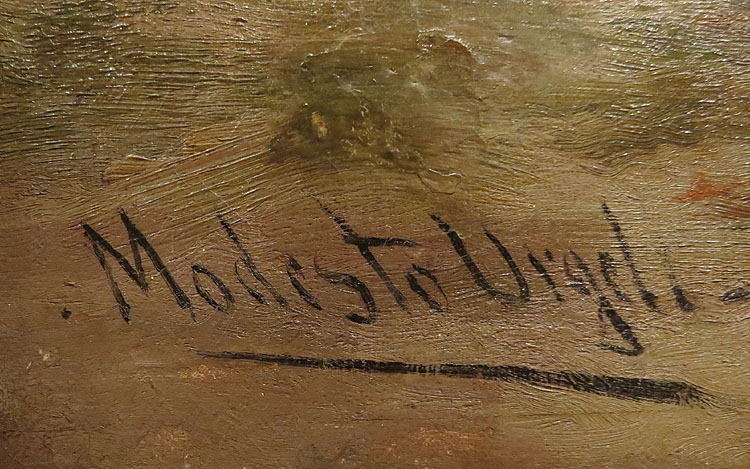 . Modesto Urgell .